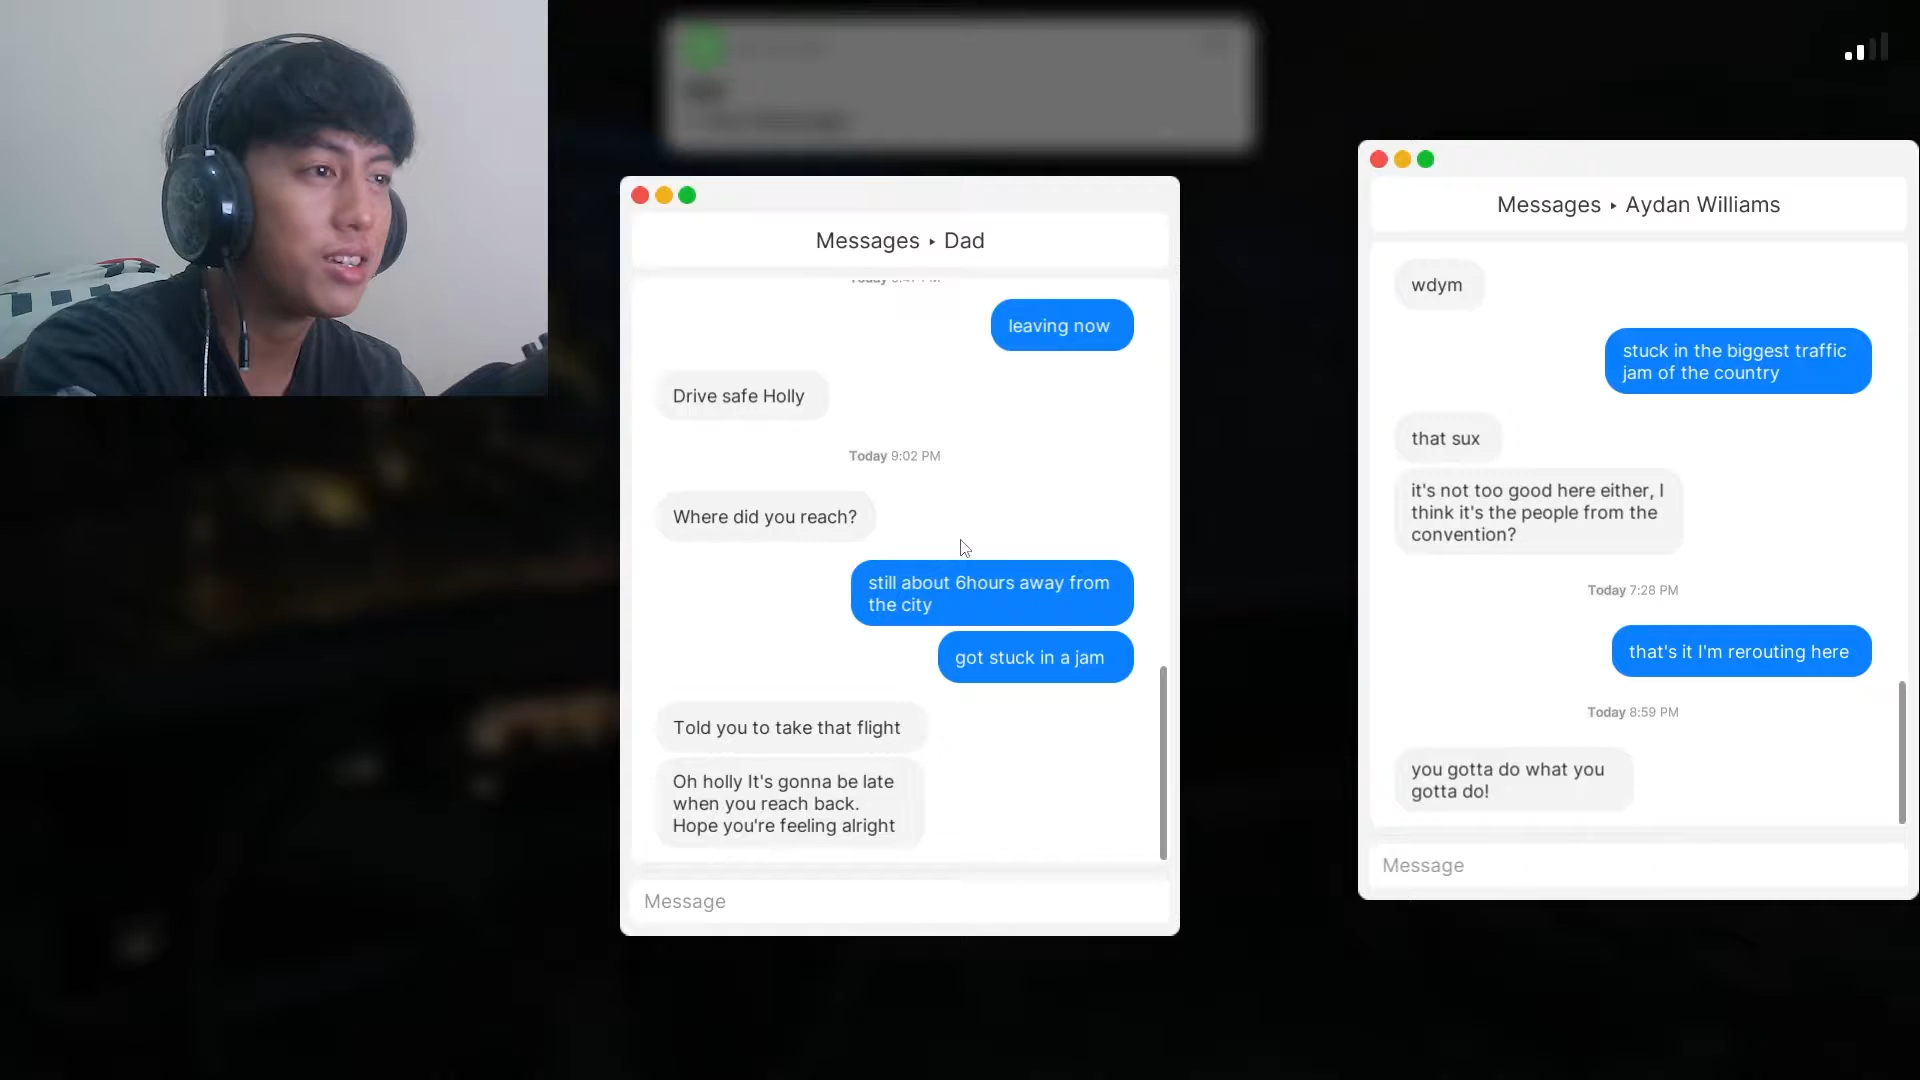 Messages ▸ Dad
leaving now
Drive safe Holly
Today 9:02 PM
Where did you reach?
still about 6hours away from
the city
got stuck in a jam
Told you to take that flight
Oh holly It's gonna be late
when you reach back.
Hope you're feeling alright
Message
Messages ▸ Aydan Williams
wdym
stuck in the biggest traffic
jam of the country
that sux
it's not too good here either, I
think it's the people from the
convention?
Today 7:28 PM
that's it I'm rerouting here
Today 8:59 PM
you gotta do what you
gotta do!
Message